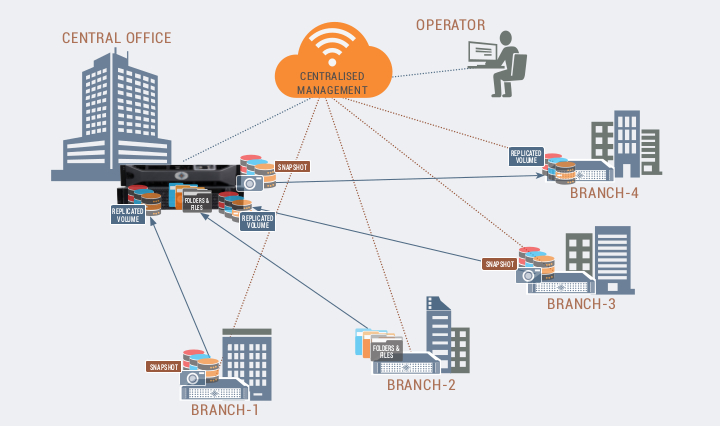 CENTRAL OFFICE
OPERATOR
CENTRALISED
MANAGEMENT
SNAPSHOT
REPLICATED
VOLUME
BRANCH-4
REPLICATED
VOLUME
FOLDERS &
FILES
REPLICATED
VOLUME
SNAPSHOT
BRANCH-3
FOLDERS &
FILES
BRANCH-2
SNAPSHOT
BRANCH-1